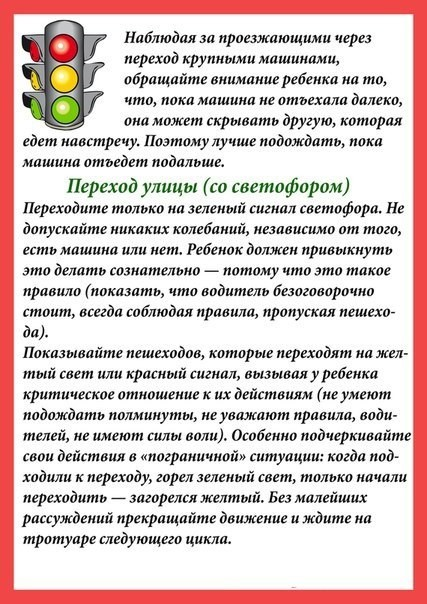 Наблюдая за проезжающими через
переход крупными машинами,
обращайте внимание ребенка на то,
что, пока машина не отъехала далеко,
она может скрывать другую, которая
едет навстречу. Поэтому лучше подождать, пока
машина отъедет подальше.
Переход улицы (со светофором)
Переходите только на зеленый сигнал светофора. Не
допускайте никаких колебаний, независимо от того,
есть машина или нет. Ребенок должен привыкнуть
это делать сознательно — потому что это такое
правило (показать, что водитель безоговорочно
стоит, всегда соблюдая правила, пропуская пешехо-
да).
Показывайте пешеходов, которые переходят на жел-
тый свет или красный сигнал, вызывая у ребенка
критическое отношение к их действиям (не умеют
подождать полминуты, не уважают правила, води-
телей, не имеют силы воли). Особенно подчеркивайте
свои действия в «пограничной» ситуации: когда под-
ходили к переходу, горел зеленый свет, только начали
переходить — загорелся желтый. Без малейших
рассуждений прекращайте движение и ждите на
тротуаре следующего цикла.